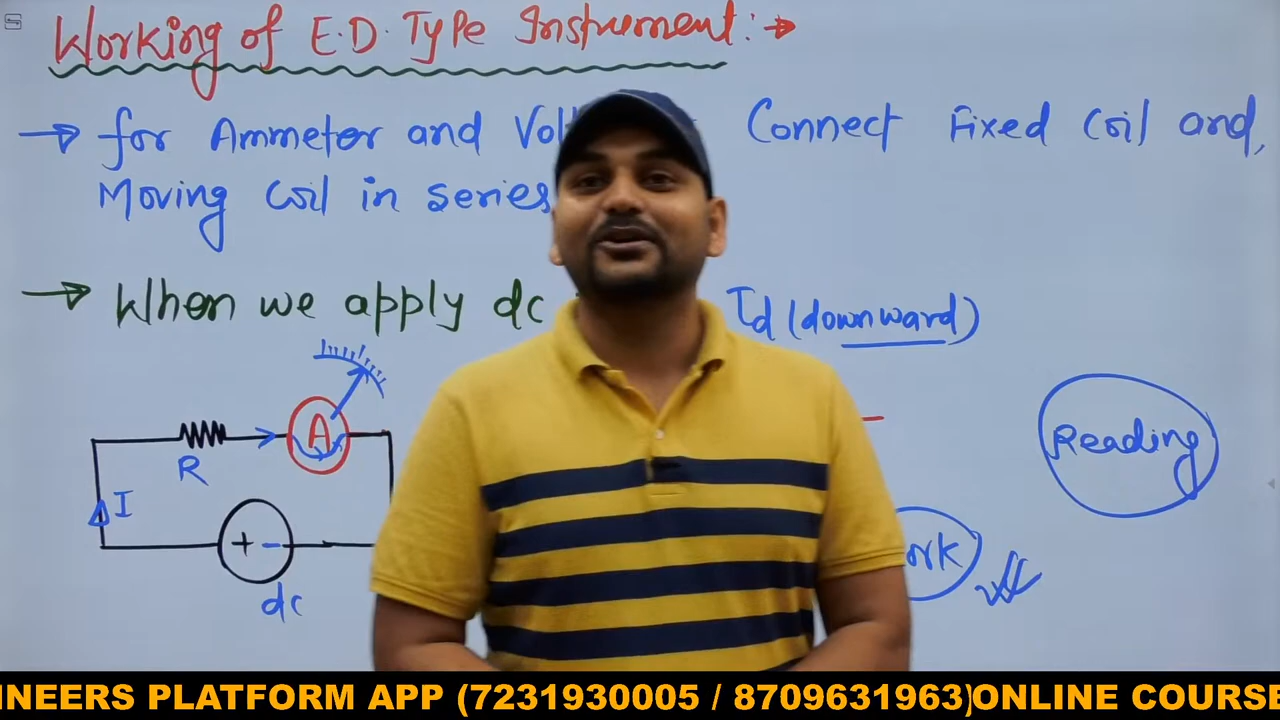 Working of E.D. Type Instrument:→
→ for Ammeter and Connect Fixed Coil and,
Moving Coil in series
→ When we apply dc Td (downward)
A
R
I
+ -
dc
Reading
INEERS PLATFORM APP (7231930005 / 8709631963)ONLINE COURSE